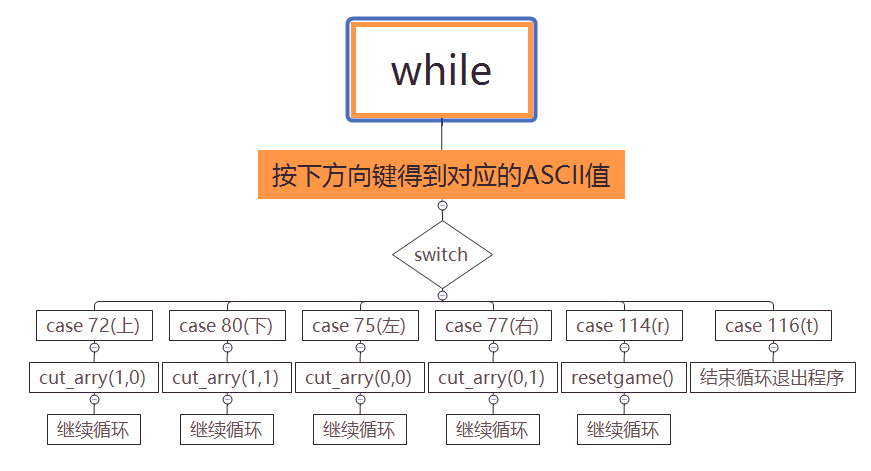 while
按下方向键得到对应的ASCII值
switch
case 72(上) case 80(下) case 75(左) case 77(右) case 114(r) case 116(t)
cut_arry(1,0) cut_arry(1,1) cut_arry(0,0) cut_arry(0,1) resetgame() 结束循环退出程序
继续循环 继续循环 继续循环 继续循环 继续循环